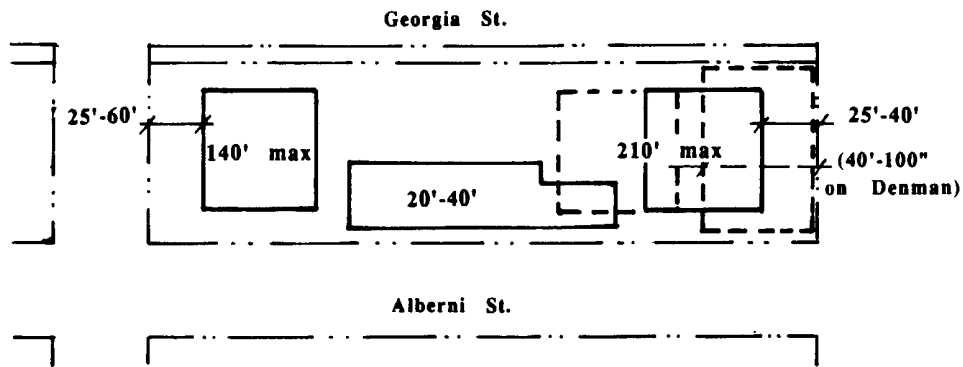 Georgia St.
25'-60'
140' max
20'-40'
210' max
25'-40'
(40'-100"
on Denman)
Alberni St.